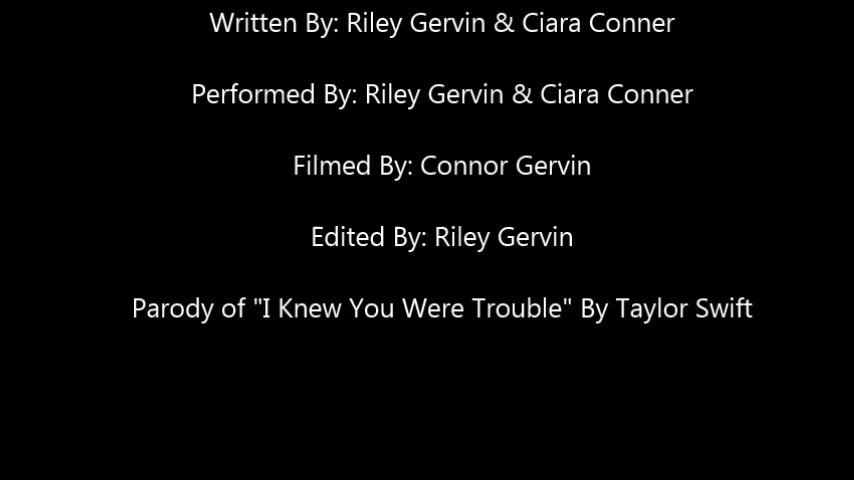 Written By: Riley Gervin & Ciara Conner
Performed By: Riley Gervin & Ciara Conner
Filmed By: Connor Gervin
Edited By: Riley Gervin
Parody of "I Knew You Were Trouble" By Taylor Swift